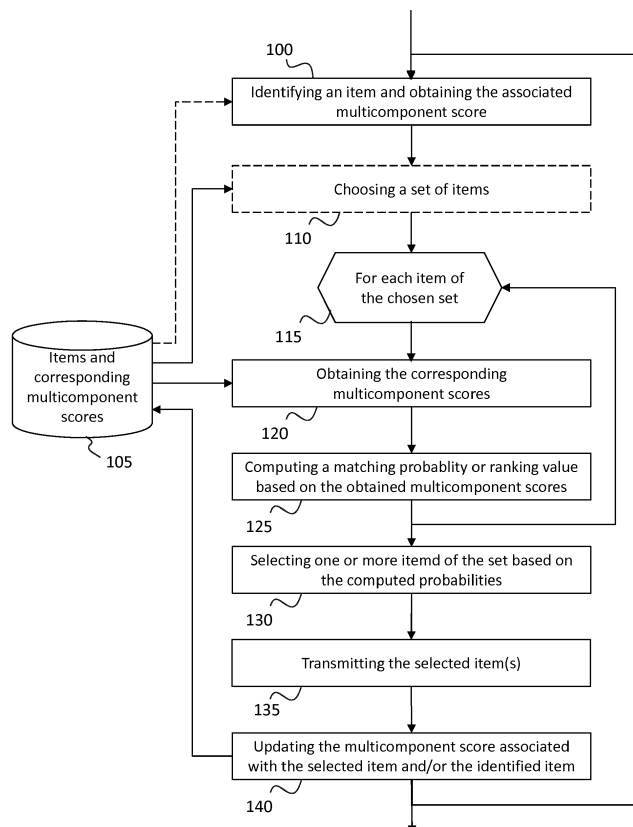 100
Identifying an item and obtaining the associated
multicomponent score
Choosing a set of items
110
For each item of
the chosen set
115
Items and
corresponding
multicomponent
scores
105
Obtaining the corresponding
multicomponent scores
120
Computing a matching probablity or ranking value
based on the obtained multicomponent scores
125
Selecting one or more itemd of the set based on
the computed probabilities
130
Transmitting the selected item(s)
135
Updating the multicomponent score associated
with the selected item and/or the identified item
140